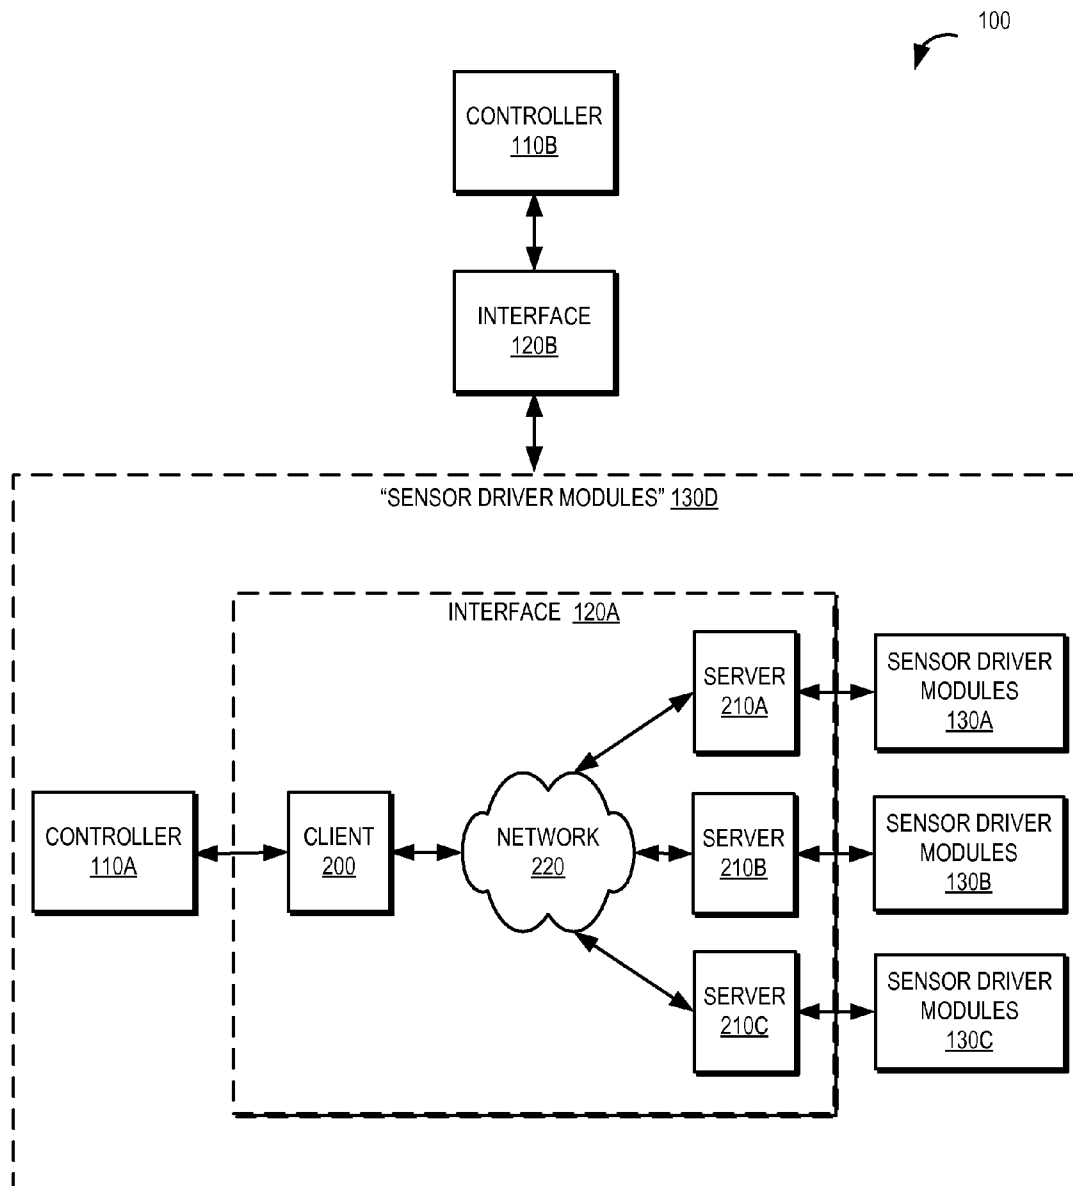 100
CONTROLLER
110B
INTERFACE
120B
“SENSOR DRIVER MODULES” 130D
INTERFACE 120A
SERVER
210A
SENSOR DRIVER
MODULES
130A
CONTROLLER
110A
CLIENT
200
NETWORK
220
SERVER
210B
SENSOR DRIVER
MODULES
130B
SERVER
210C
SENSOR DRIVER
MODULES
130C